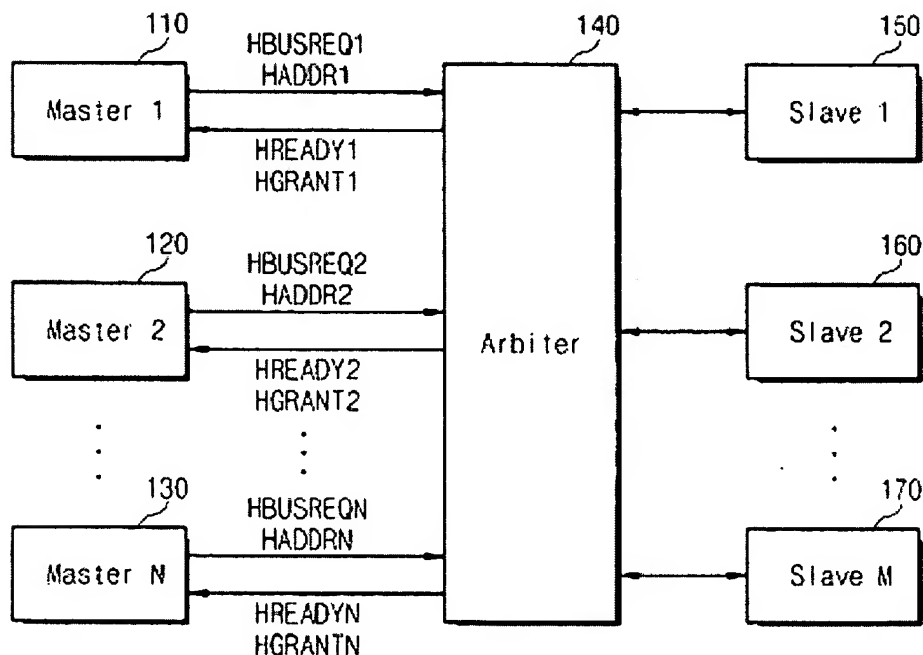 110
HBUSREQ1
HADDR1
Master 1
HREADY1
HGRANT1
140
Arbiter
150
Slave 1
120
HBUSREQ2
HADDR2
Master 2
HREADY2
HGRANT2
160
Slave 2
130
HBUSREQN
HADDRN
Master N
HREADYN
HGRANTN
170
Slave M